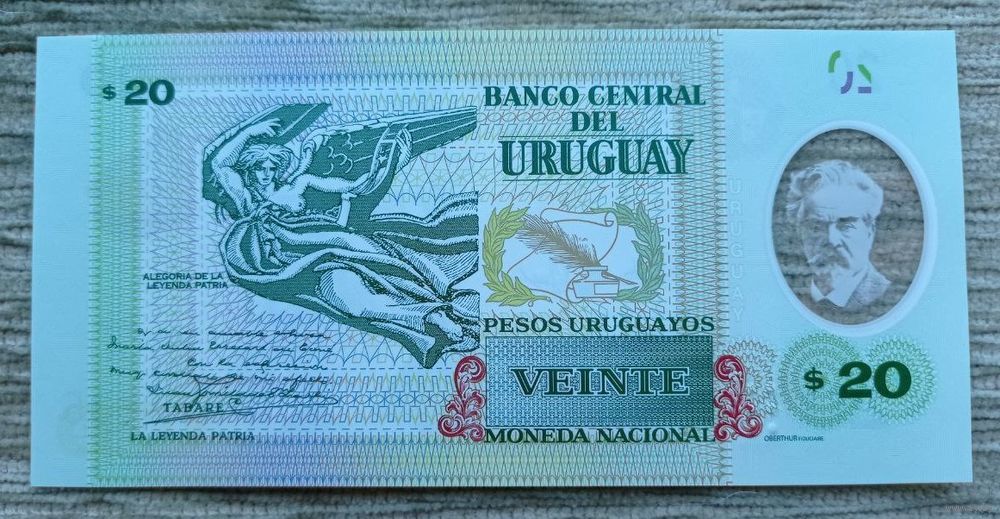 $ 20
BANCO CENTRAL
DEL
URUGUAY
URUGUAY
ALEGORIA DE LA
LEYENDA PATRIA
PESOS URUGUAYOS
VEINTE
$ 20
TABARE
LA LEYENDA PATRIA
MONEDA NACIONAL
OBERTHUR FIDUCIAIRE